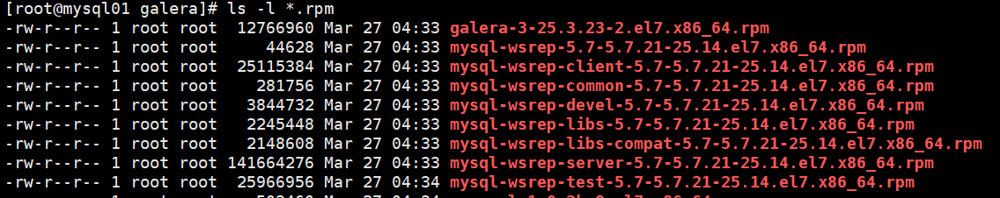 [root@mysql01 galera]# ls -l *.rpm
-rw-r--r-- 1 root root  12766960 Mar 27 04:33 galera-3-25.3.23-2.el7.x86_64.rpm
-rw-r--r-- 1 root root     44628 Mar 27 04:33 mysql-wsrep-5.7-5.7.21-25.14.el7.x86_64.rpm
-rw-r--r-- 1 root root  25115384 Mar 27 04:33 mysql-wsrep-client-5.7-5.7.21-25.14.el7.x86_64.rpm
-rw-r--r-- 1 root root    281756 Mar 27 04:33 mysql-wsrep-common-5.7-5.7.21-25.14.el7.x86_64.rpm
-rw-r--r-- 1 root root   3844732 Mar 27 04:33 mysql-wsrep-devel-5.7-5.7.21-25.14.el7.x86_64.rpm
-rw-r--r-- 1 root root   2245448 Mar 27 04:33 mysql-wsrep-libs-5.7-5.7.21-25.14.el7.x86_64.rpm
-rw-r--r-- 1 root root   2148608 Mar 27 04:33 mysql-wsrep-libs-compat-5.7-5.7.21-25.14.el7.x86_64.rpm
-rw-r--r-- 1 root root 141664276 Mar 27 04:33 mysql-wsrep-server-5.7-5.7.21-25.14.el7.x86_64.rpm
-rw-r--r-- 1 root root  25966956 Mar 27 04:34 mysql-wsrep-test-5.7-5.7.21-25.14.el7.x86_64.rpm